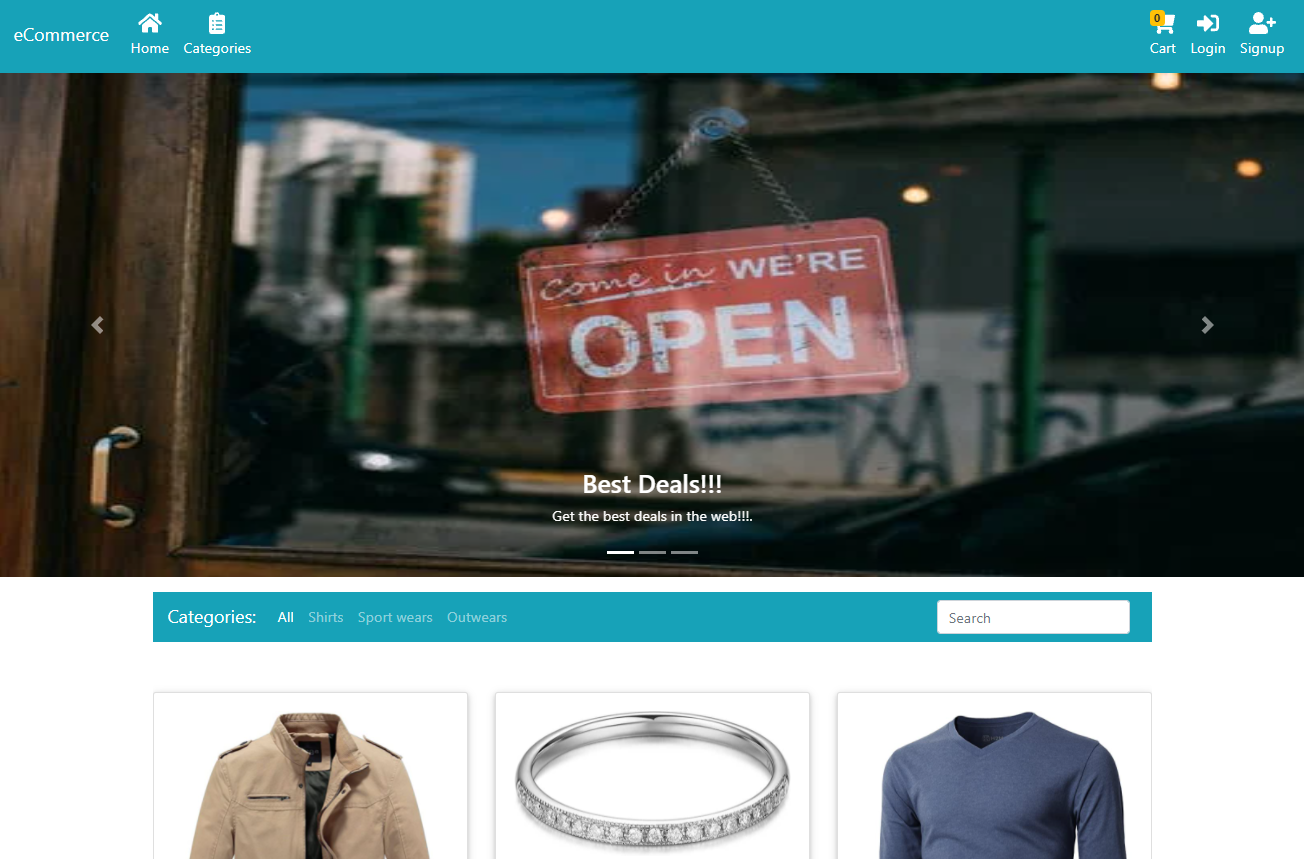 eCommerce
Home
Categories
0
Cart
Login
Signup
come in WE'RE
OPEN
Best Deals!!!
Get the best deals in the web!!!.
Categories:
All
Shirts
Sport wears
Outwears
Search